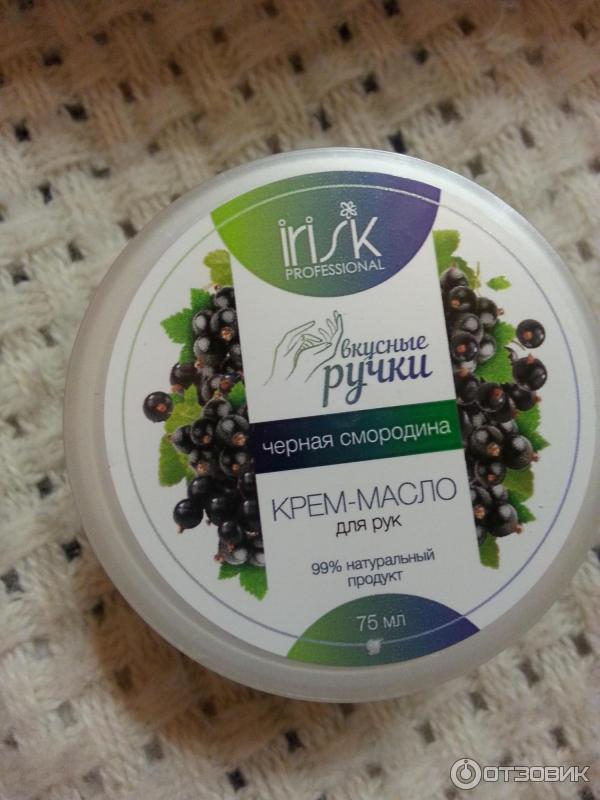 irisk
PROFESSIONAL
вкусные
ручки
черная смородина
КРЕМ-МАСЛО
для рук
99% натуральный
продукт
75 мл
ОТЗОВИК